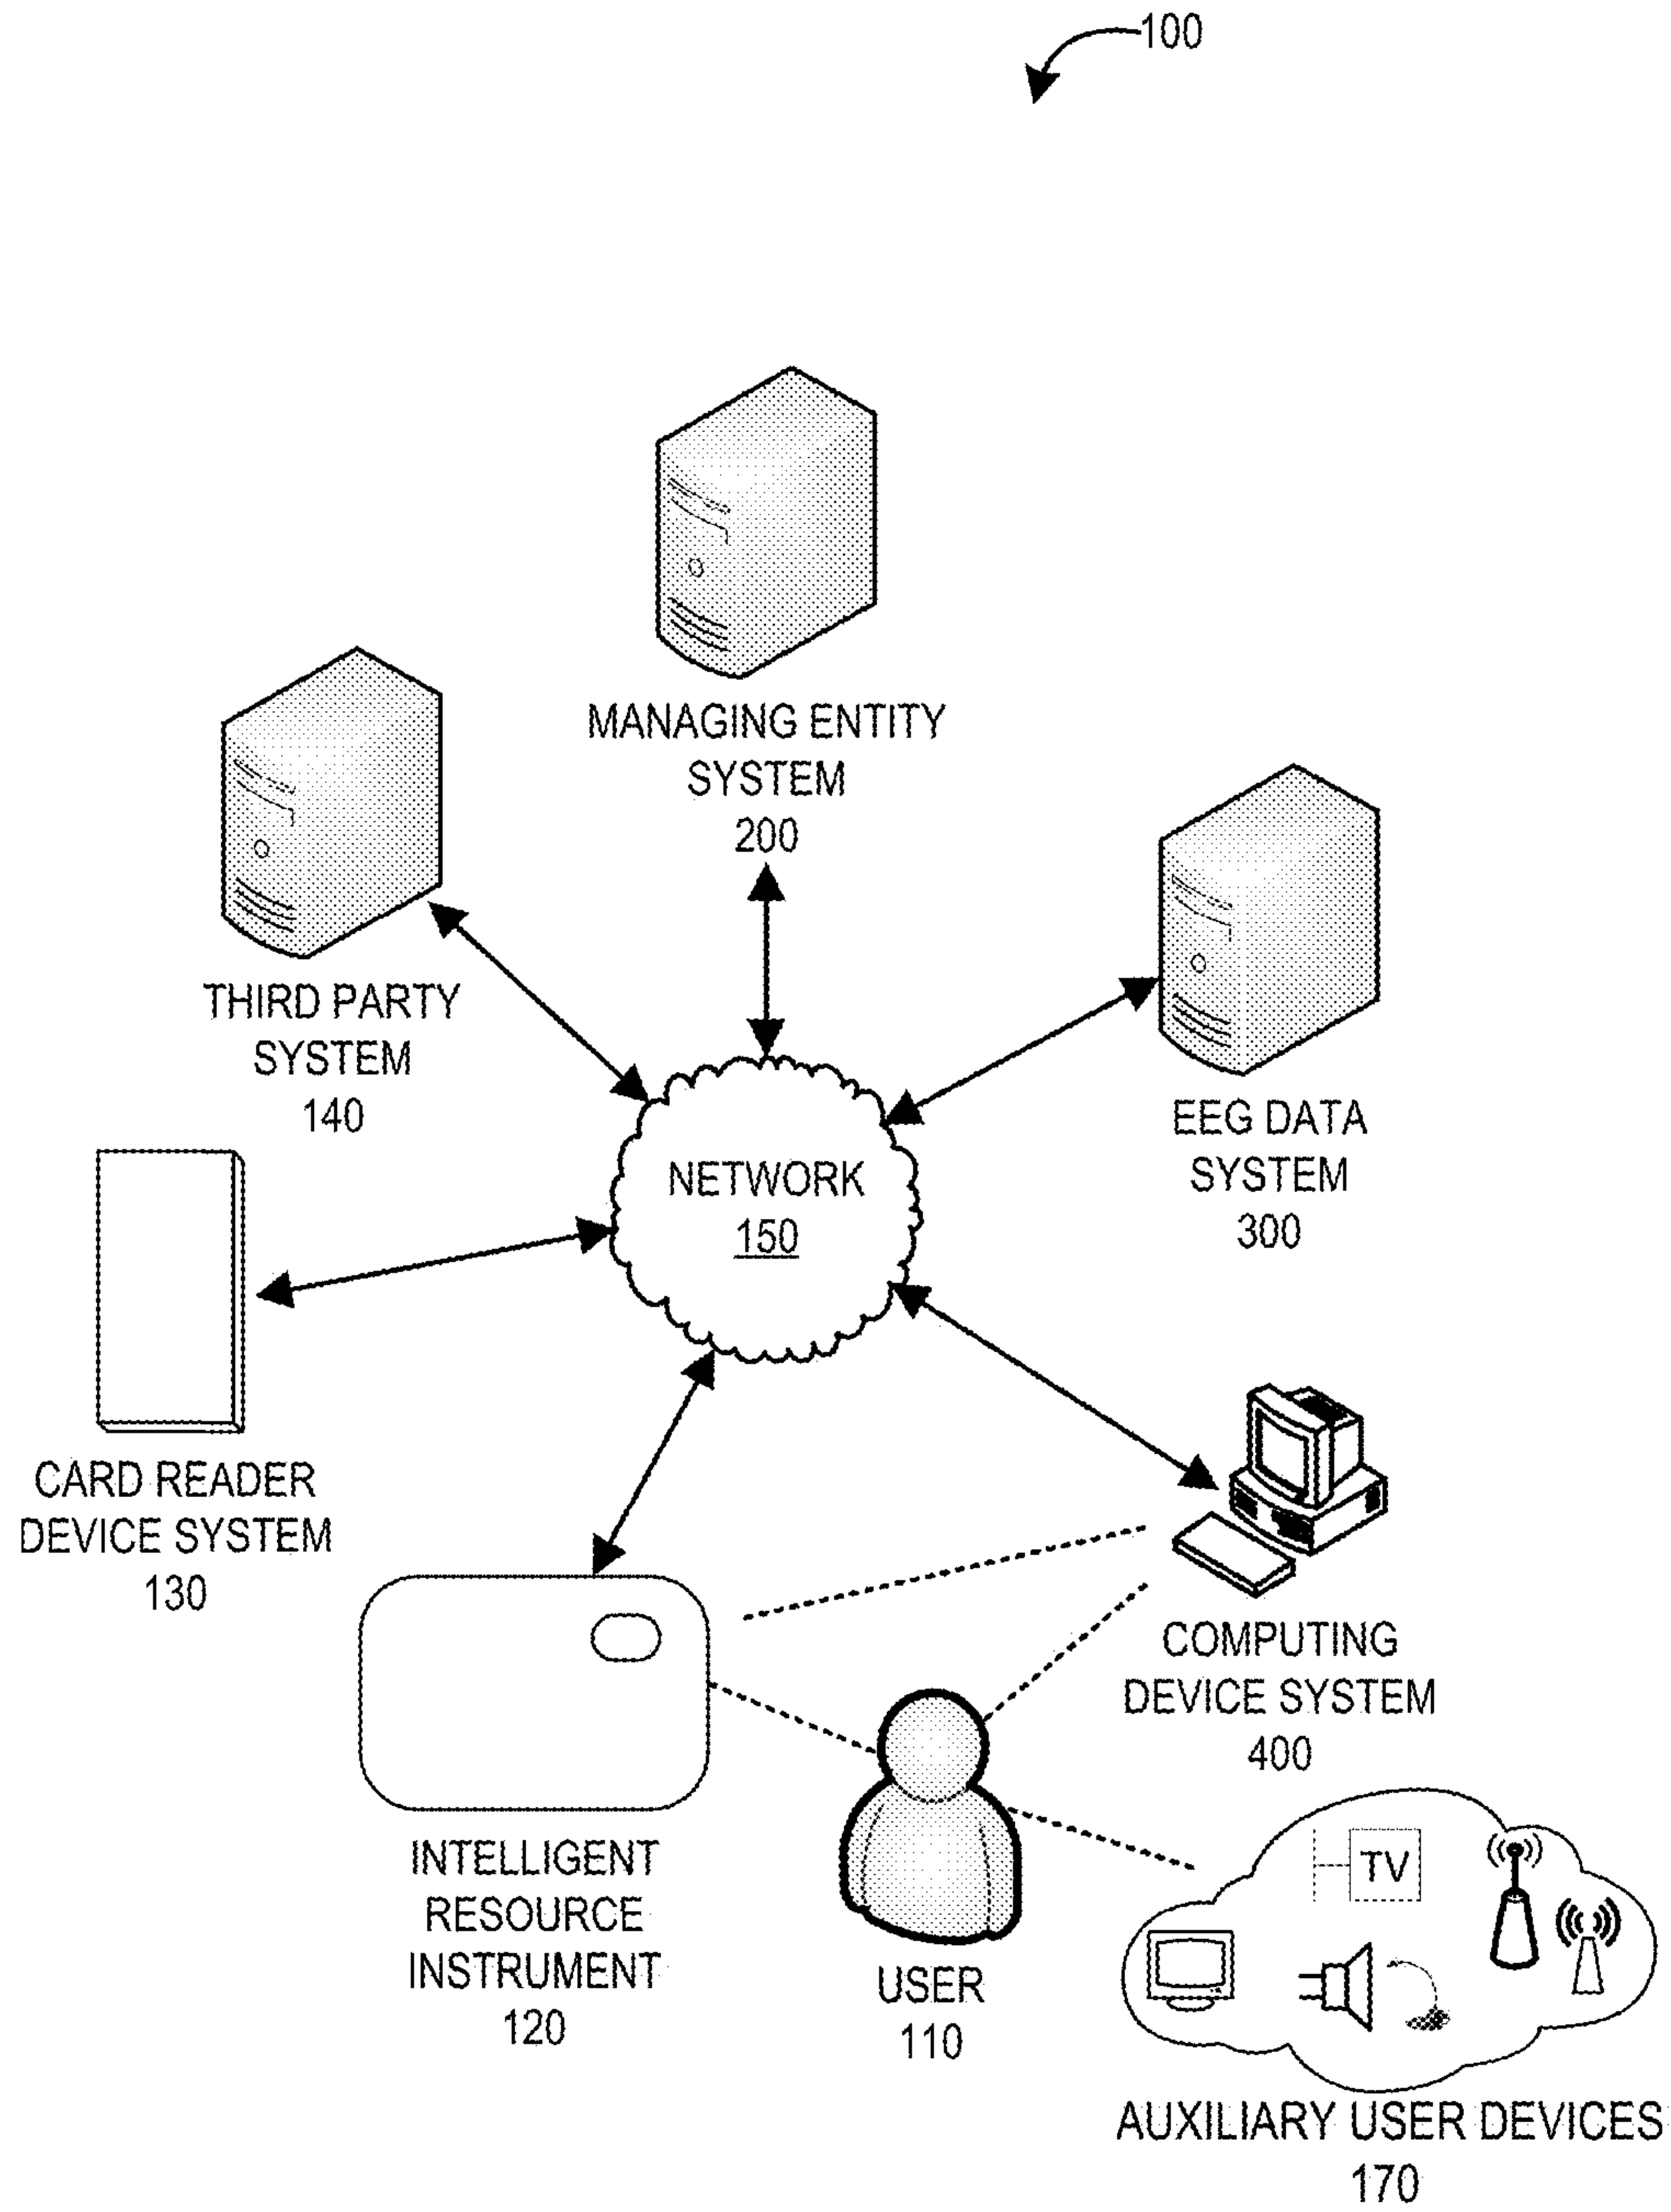 100
MANAGING ENTITY
SYSTEM
200
THIRD PARTY
SYSTEM
140
EEG DATA
SYSTEM
300
NETWORK
150
CARD READER
DEVICE SYSTEM
130
COMPUTING
DEVICE SYSTEM
400
INTELLIGENT
RESOURCE
INSTRUMENT
120
USER
110
TV
AUXILIARY USER DEVICES
170